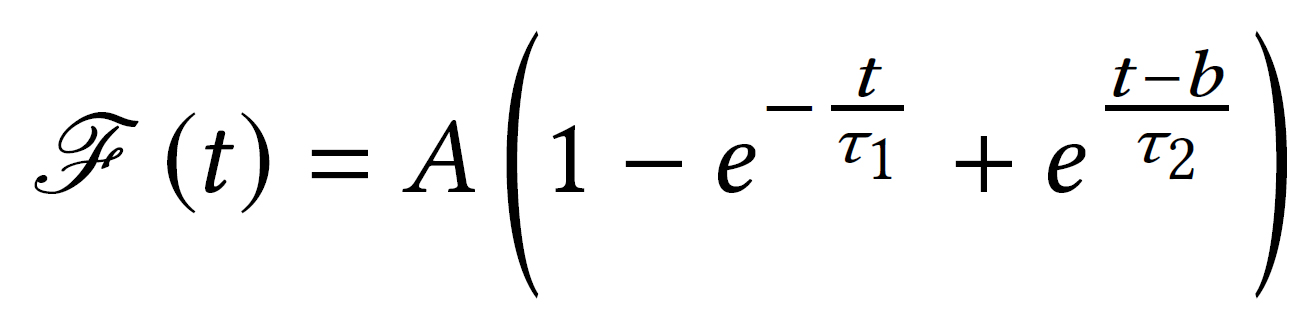 ℱ(t) = A(1 − e^{−t/τ₁} + e^{(t−b)/τ₂})